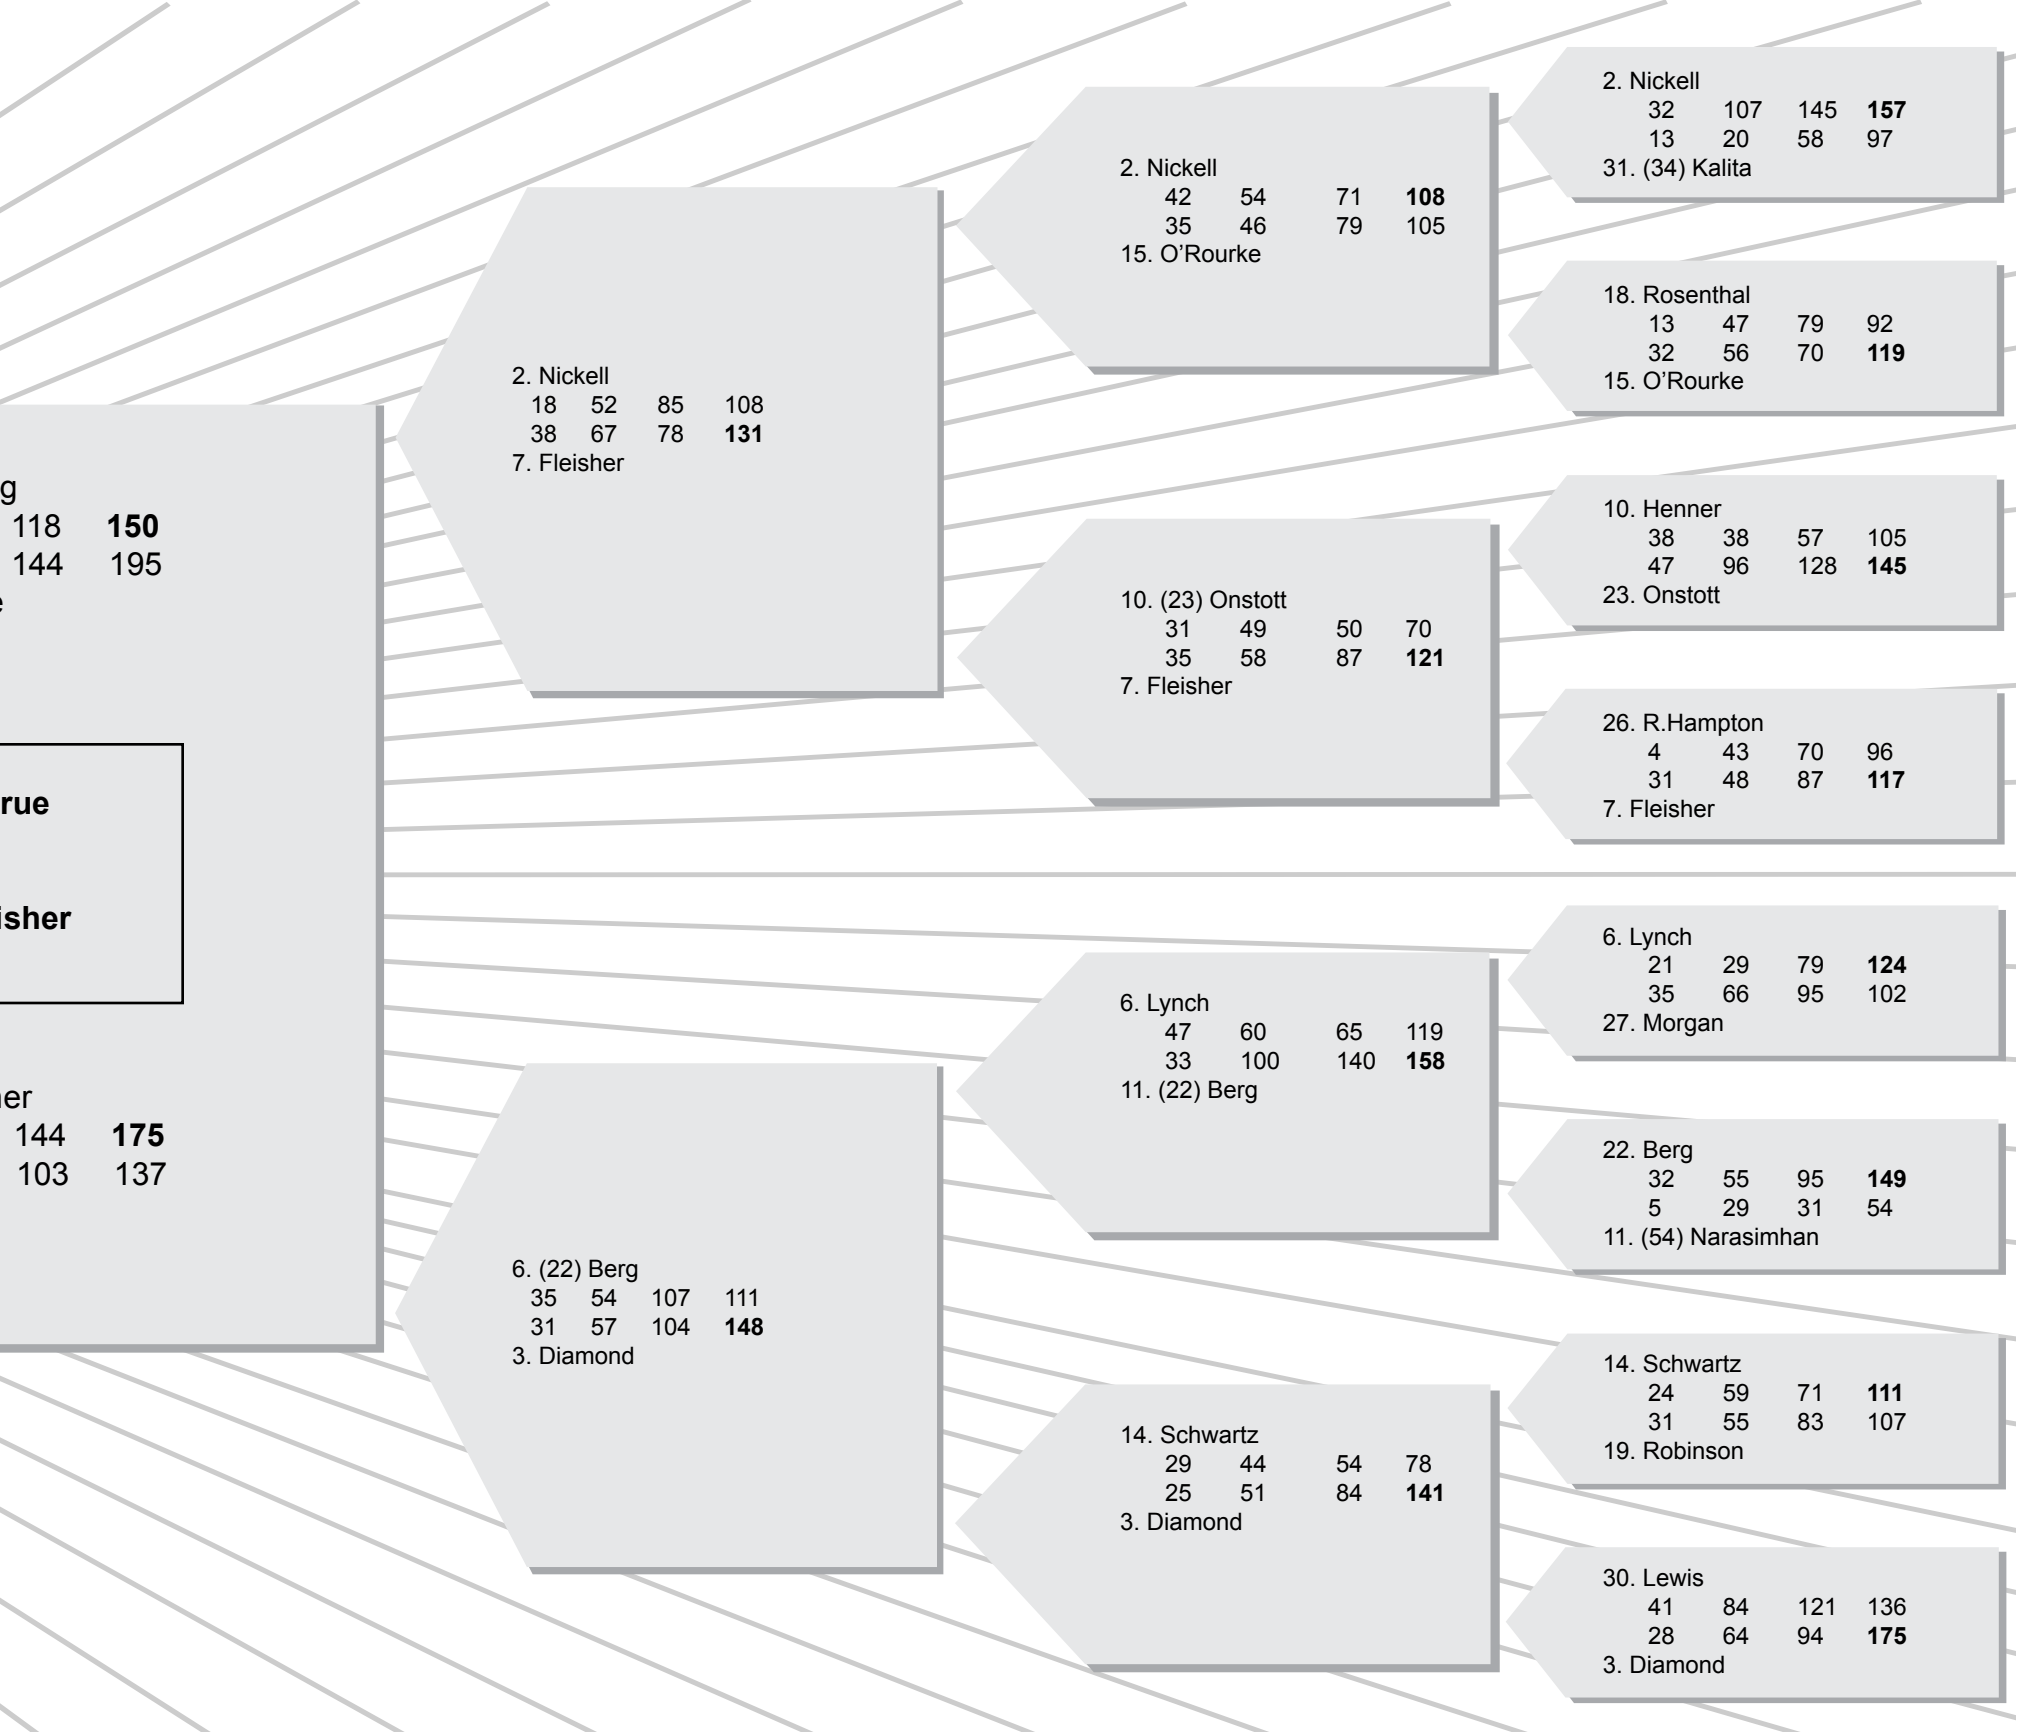 g
118 150
144 195
e
rue
isher
er
144 175
103 137
2. Nickell
18 52 85 108
38 67 78 131
7. Fleisher
6. (22) Berg
35 54 107 111
31 57 104 148
3. Diamond
2. Nickell
42 54 71 108
35 46 79 105
15. O’Rourke
10. (23) Onstott
31 49 50 70
35 58 87 121
7. Fleisher
6. Lynch
47 60 65 119
33 100 140 158
11. (22) Berg
14. Schwartz
29 44 54 78
25 51 84 141
3. Diamond
2. Nickell
32 107 145 157
13 20 58 97
31. (34) Kalita
18. Rosenthal
13 47 79 92
32 56 70 119
15. O’Rourke
10. Henner
38 38 57 105
47 96 128 145
23. Onstott
26. R.Hampton
4 43 70 96
31 48 87 117
7. Fleisher
6. Lynch
21 29 79 124
35 66 95 102
27. Morgan
22. Berg
32 55 95 149
5 29 31 54
11. (54) Narasimhan
14. Schwartz
24 59 71 111
31 55 83 107
19. Robinson
30. Lewis
41 84 121 136
28 64 94 175
3. Diamond